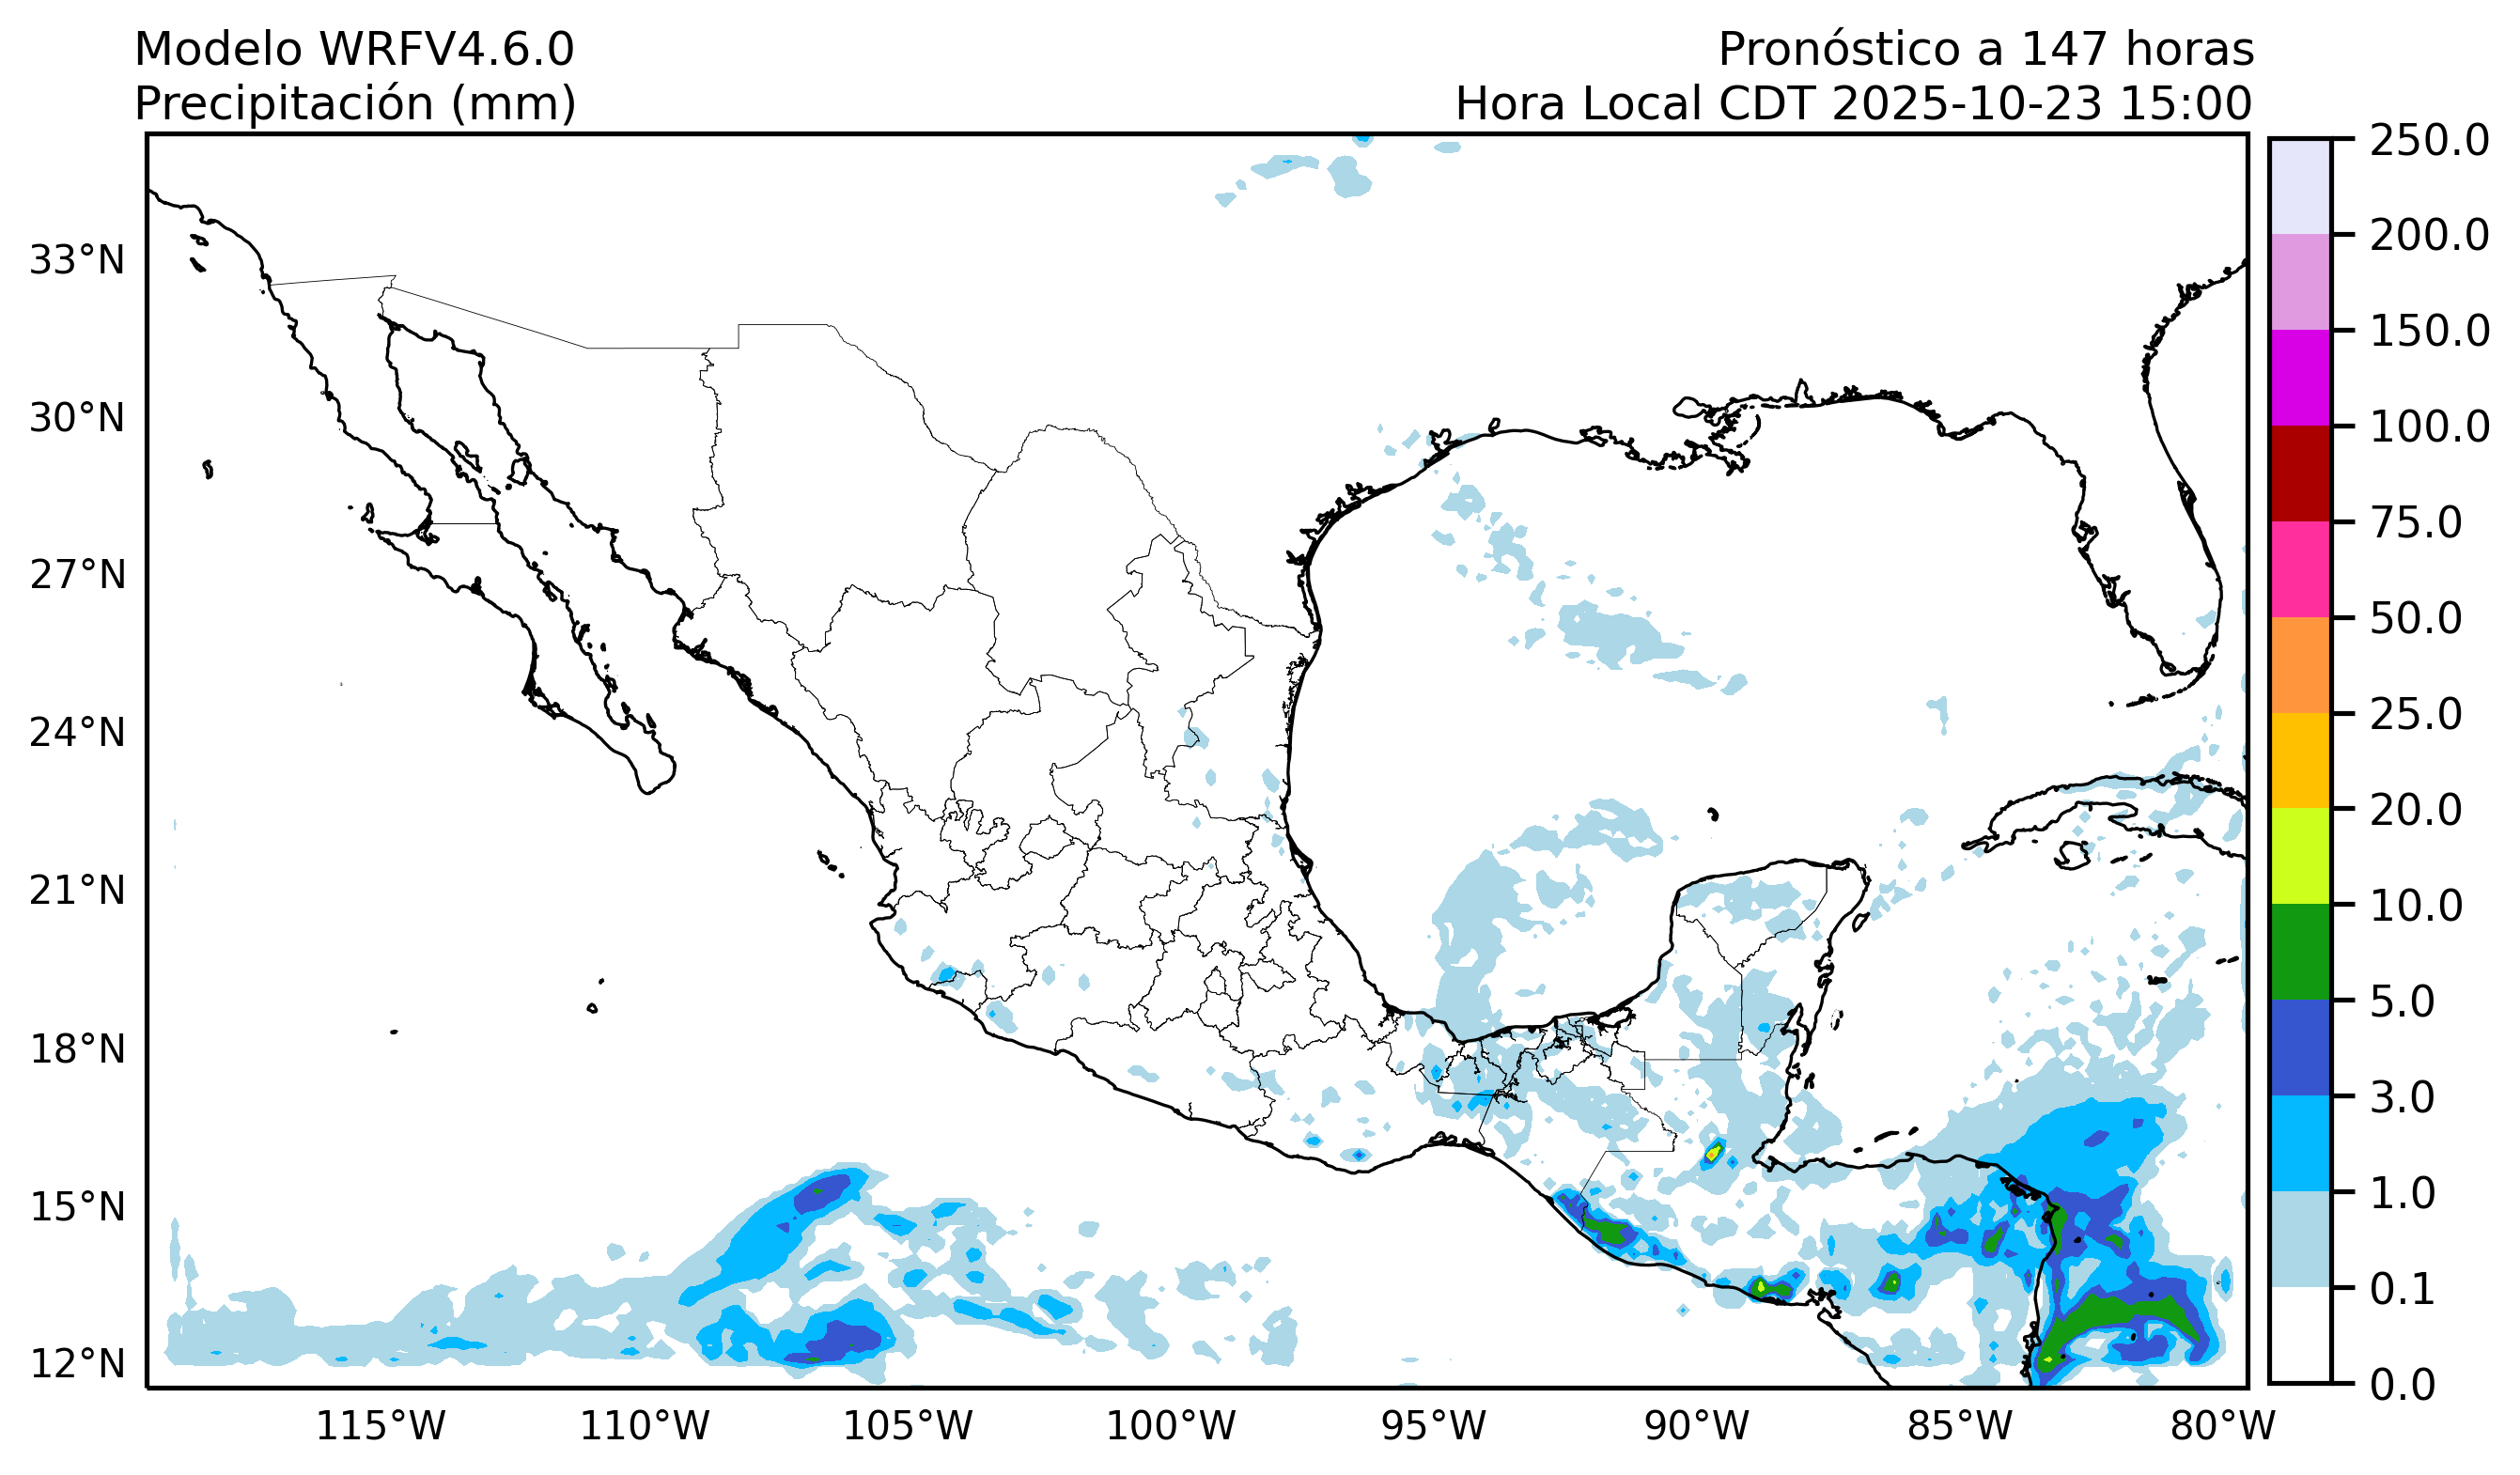 Modelo WRFV4.6.0
Precipitación (mm)
Pronóstico a 147 horas
Hora Local CDT 2025-10-23 15:00
33°N
30°N
27°N
24°N
21°N
18°N
15°N
12°N
115°W
110°W
105°W
100°W
95°W
90°W
85°W
80°W
250.0
200.0
150.0
100.0
75.0
50.0
25.0
20.0
10.0
5.0
3.0
1.0
0.1
0.0